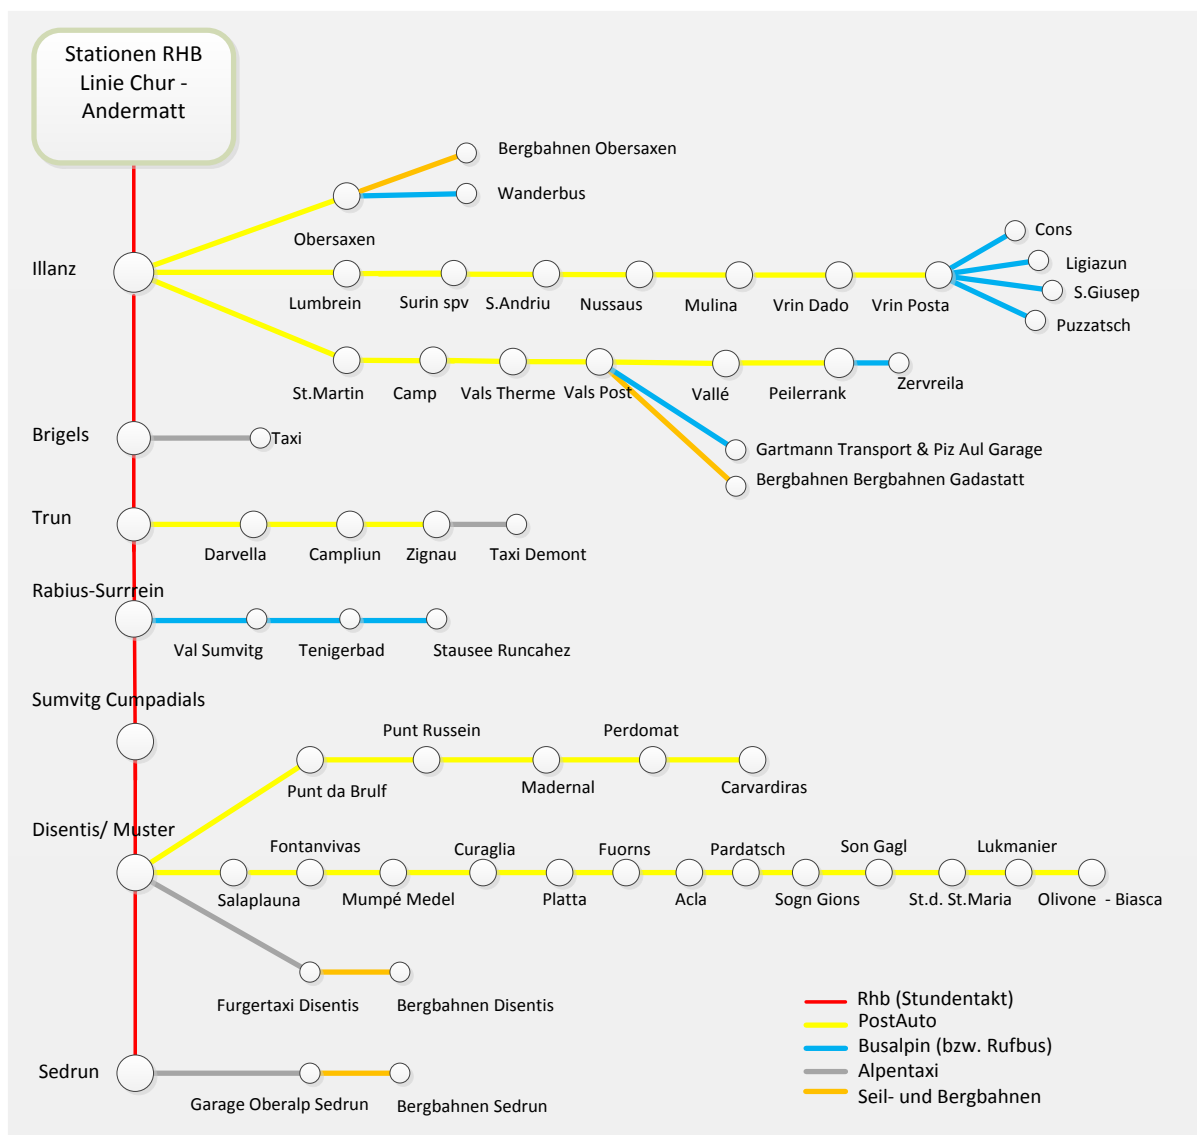 Stationen RHB
Linie Chur -
Andermatt
Bergbahnen Obersaxen
Wanderbus
Obersaxen
Illanz
Cons
Ligiazun
S.Giusep
Puzzatsch
Lumbrein
Surin spv
S.Andriu
Nussaus
Mulina
Vrin Dado
Vrin Posta
St.Martin
Camp
Vals Therme
Vals Post
Vallé
Peilerrank
Zervreila
Gartmann Transport & Piz Aul Garage
Bergbahnen Bergbahnen Gadastatt
Brigels
Taxi
Trun
Darvella
Campliun
Zignau
Taxi Demont
Rabius-Surrrein
Val Sumvitg
Tenigerbad
Stausee Runcahez
Sumvitg Cumpadials
Punt Russein
Perdomat
Punt da Brulf
Madernal
Carvardiras
Disentis/ Muster
Fontanvivas
Curaglia
Fuorns
Pardatsch
Son Gagl
Lukmanier
Salaplauna
Mumpé Medel
Platta
Acla
Sogn Gions
St.d. St.Maria
Olivone - Biasca
Furgertaxi Disentis
Bergbahnen Disentis
Sedrun
Garage Oberalp Sedrun
Bergbahnen Sedrun
Rhb (Stundentakt)
PostAuto
Busalpin (bzw. Rufbus)
Alpentaxi
Seil- und Bergbahnen